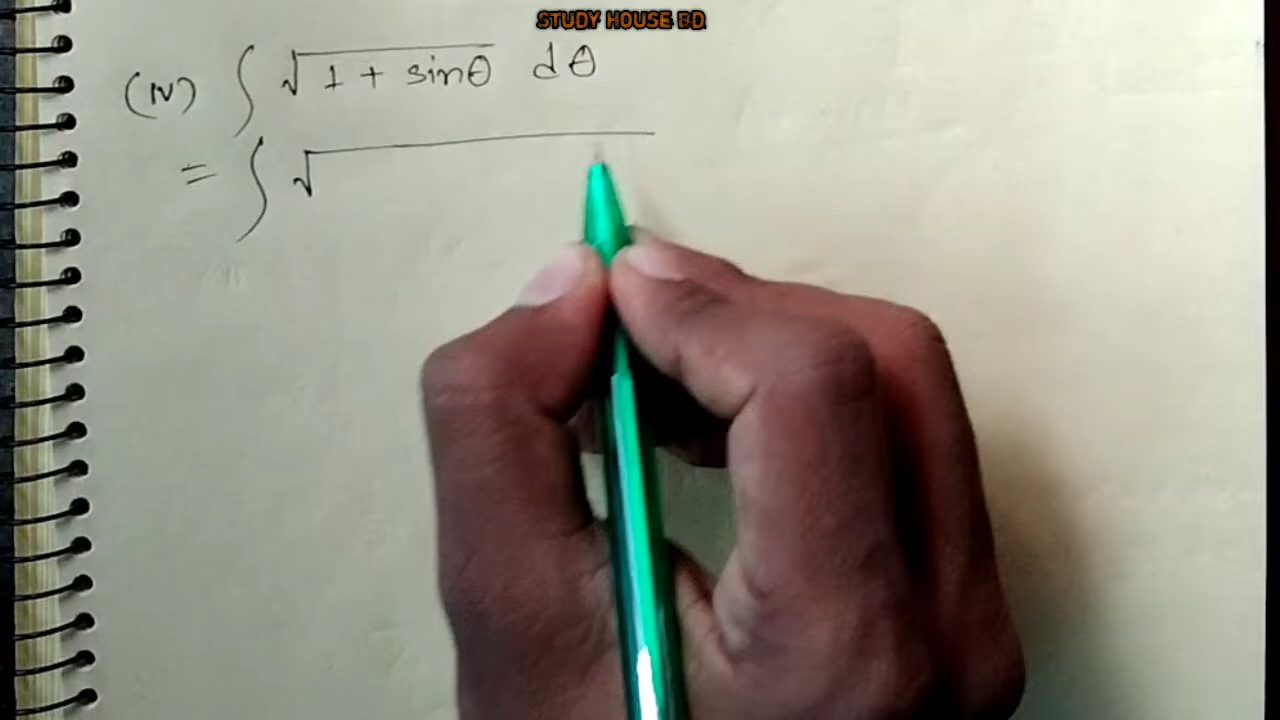 STUDY HOUSE BD
(IV) ∫ √1 + sinθ dθ
= ∫ √